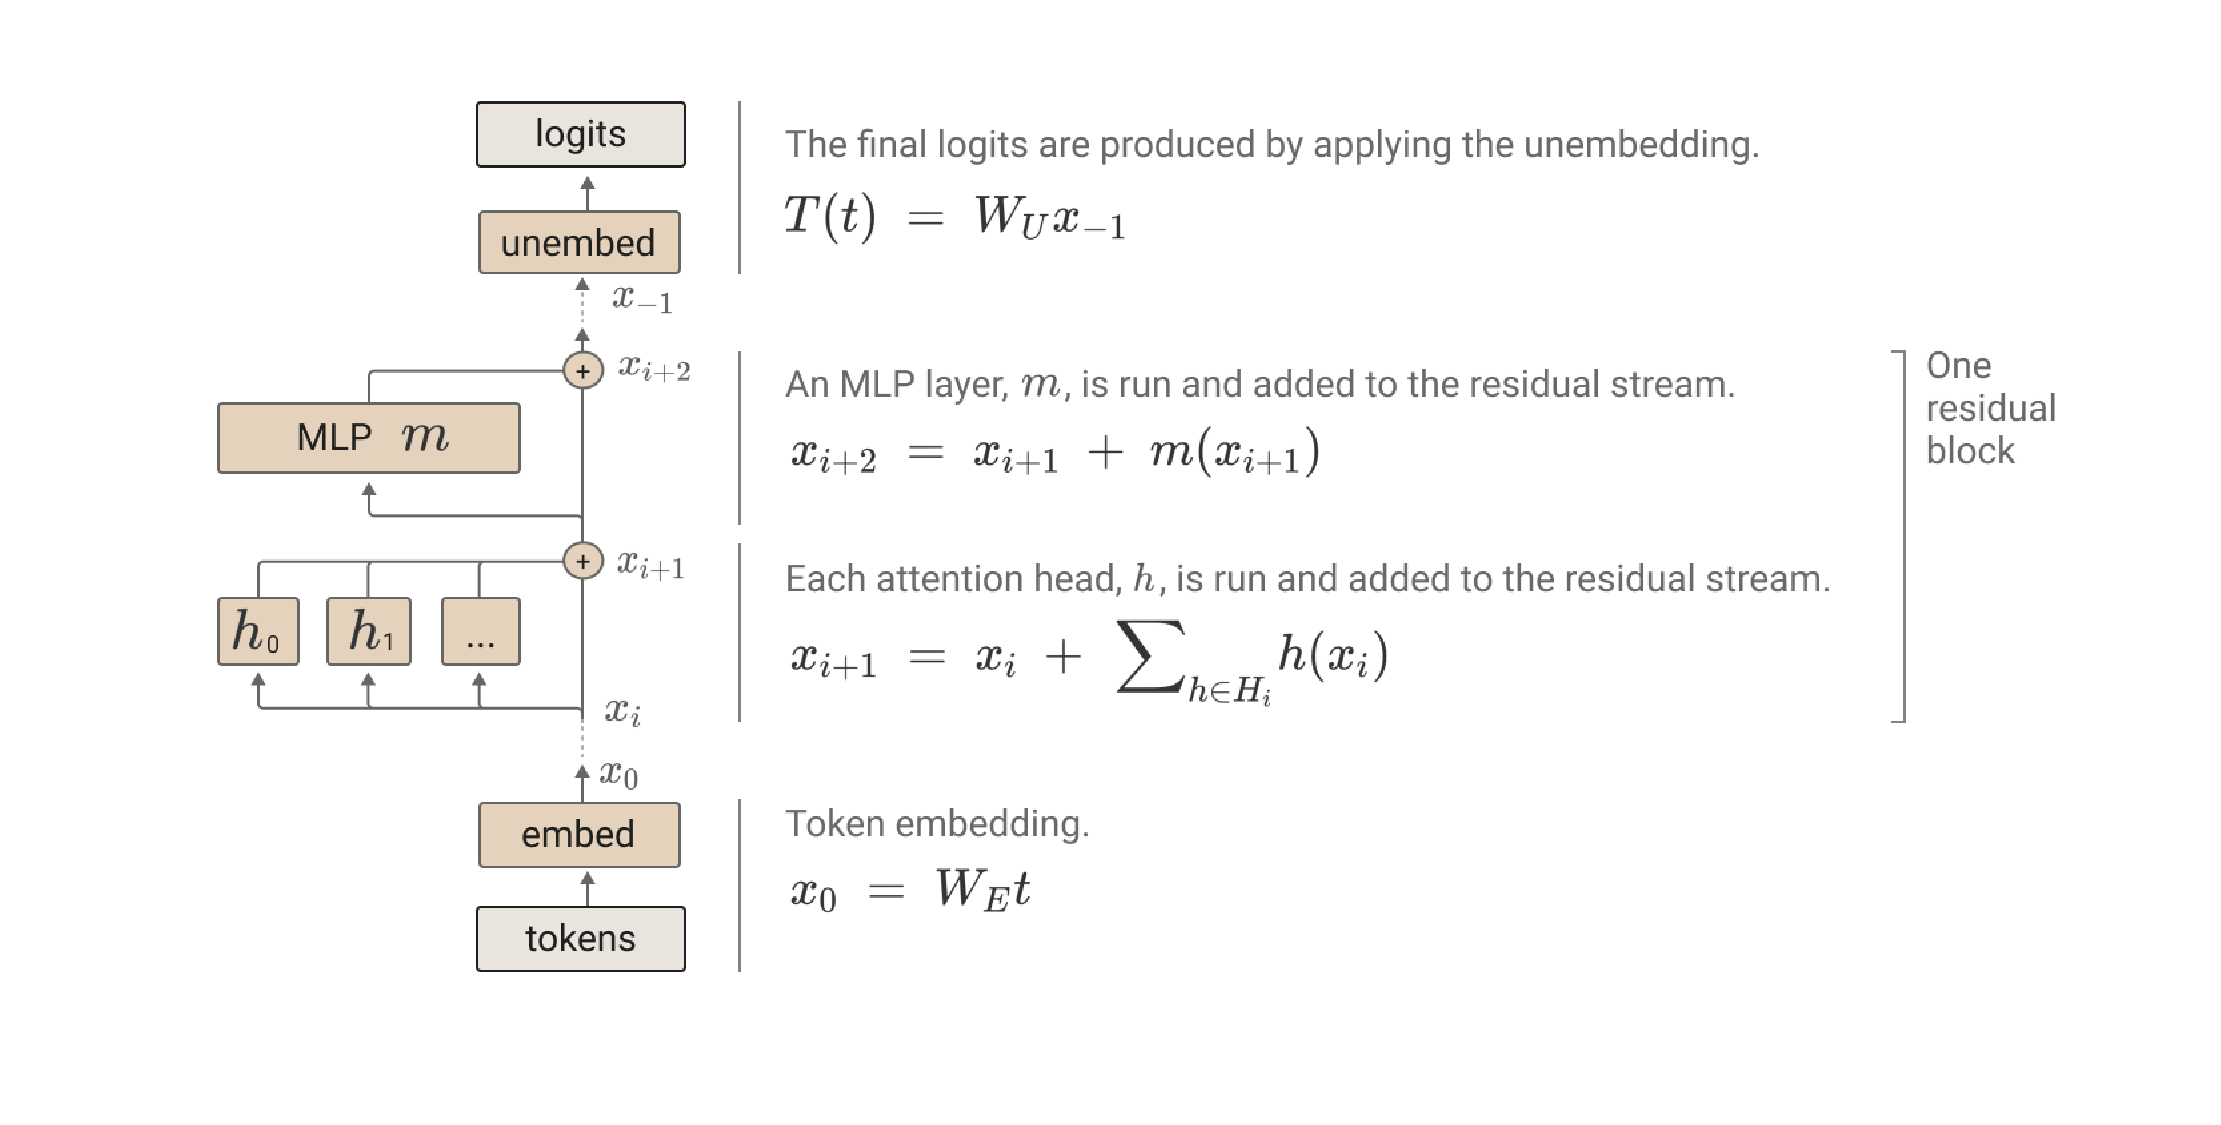 logits
The final logits are produced by applying the unembedding.
T(t) = W_U x_{−1}
unembed
x_{−1}
x_{i+2}
An MLP layer, m, is run and added to the residual stream.
x_{i+2} = x_{i+1} + m(x_{i+1})
MLP m
One
residual
block
x_{i+1}
Each attention head, h, is run and added to the residual stream.
x_{i+1} = x_i + ∑_{h∈H_i} h(x_i)
h_0 h_1 ...
x_i
x_0
embed
Token embedding.
x_0 = W_E t
tokens